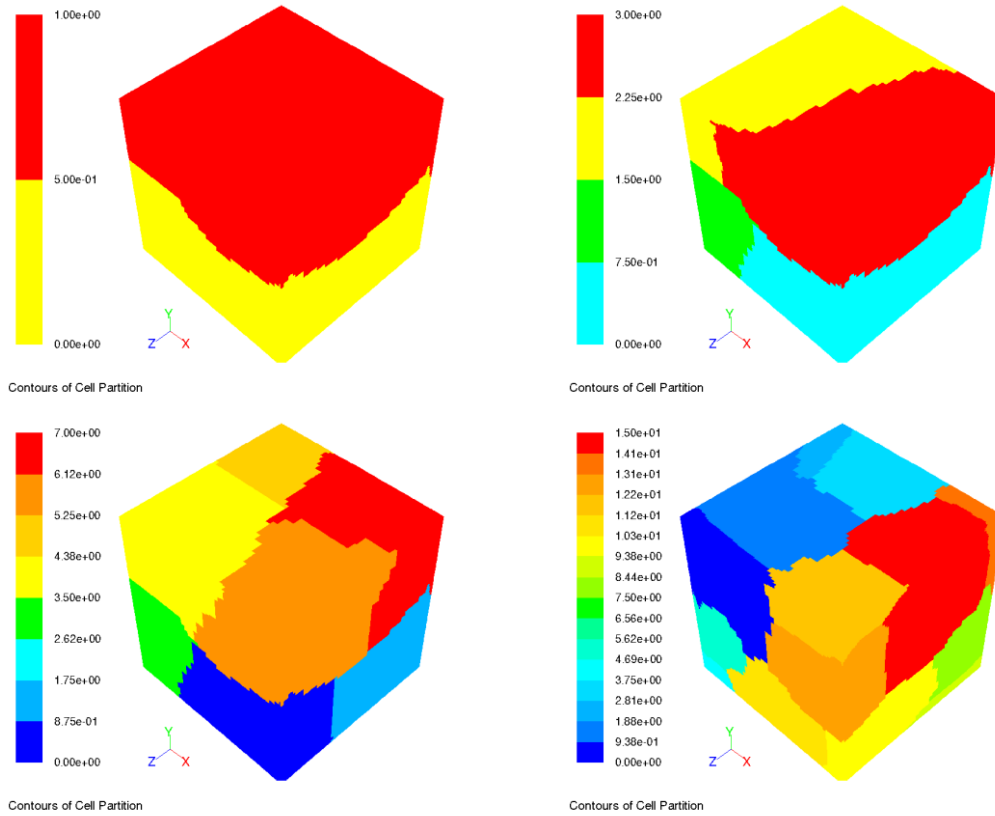 1.00e+00
5.00e-01
0.00e+00
Y
Z
X
Contours of Cell Partition
3.00e+00
2.25e+00
1.50e+00
7.50e-01
0.00e+00
Y
Z
X
Contours of Cell Partition
7.00e+00
6.12e+00
5.25e+00
4.38e+00
3.50e+00
2.62e+00
1.75e+00
8.75e-01
0.00e+00
Y
Z
X
Contours of Cell Partition
1.50e+01
1.41e+01
1.31e+01
1.22e+01
1.12e+01
1.03e+01
9.38e+00
8.44e+00
7.50e+00
6.56e+00
5.62e+00
4.69e+00
3.75e+00
2.81e+00
1.88e+00
9.38e-01
0.00e+00
Y
Z
X
Contours of Cell Partition